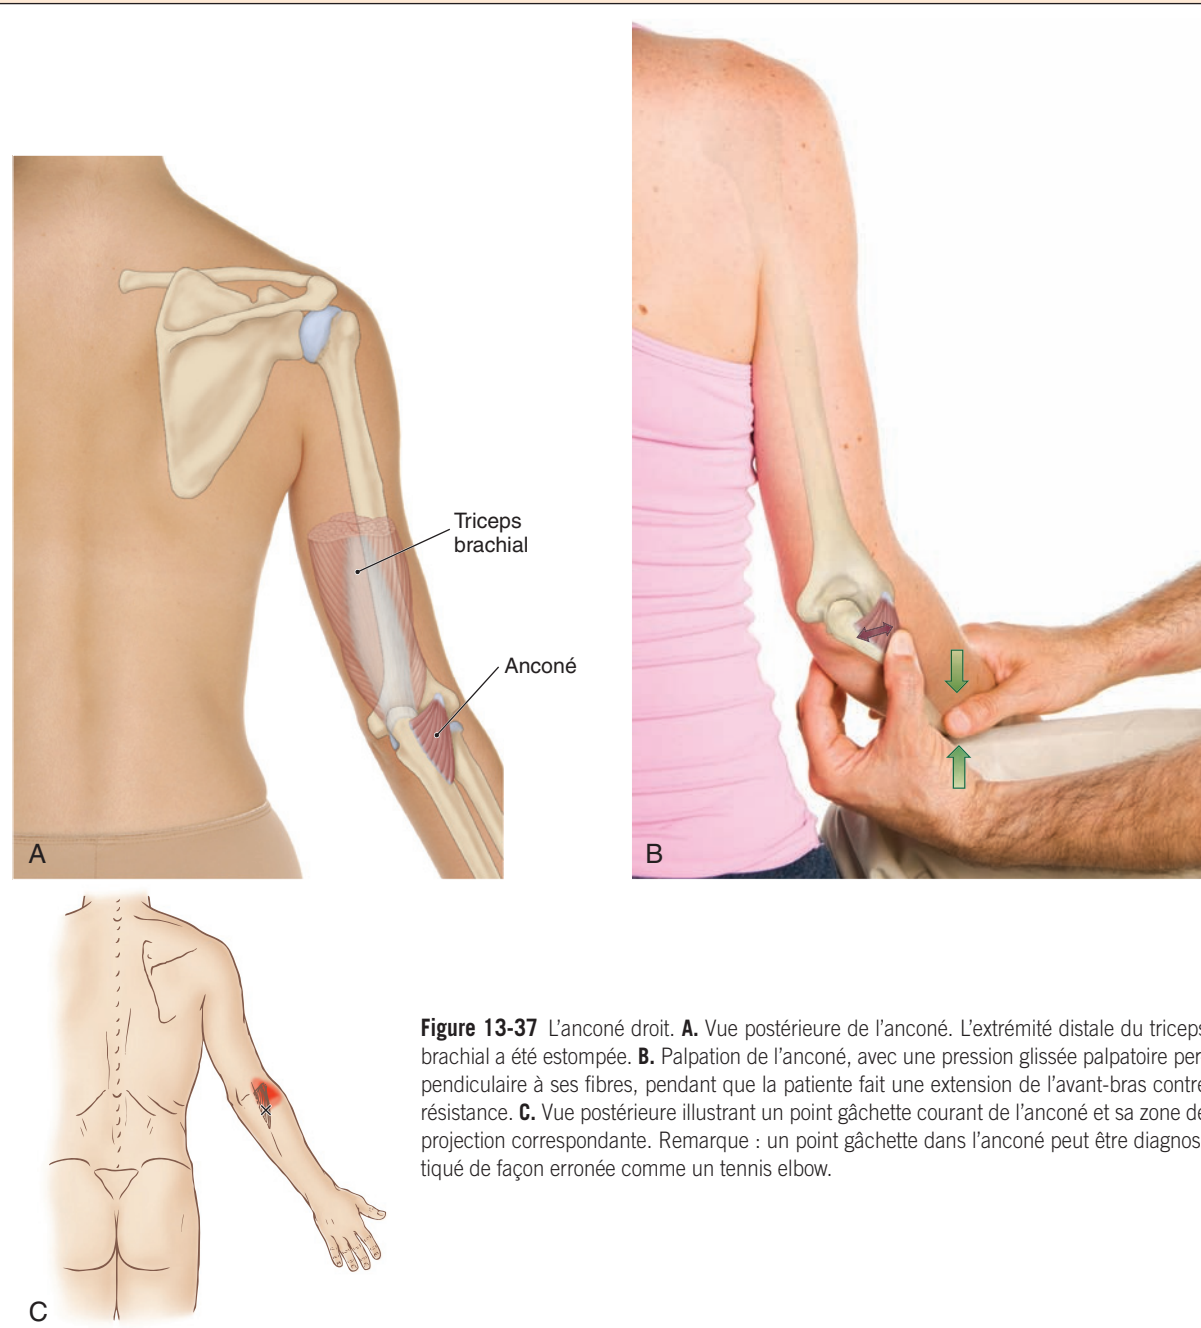 Triceps
brachial
Anconé
A
B
C
Figure 13-37 L’anconé droit. A. Vue postérieure de l’anconé. L’extrémité distale du triceps
brachial a été estompée. B. Palpation de l’anconé, avec une pression glissée palpatoire per
pendiculaire à ses fibres, pendant que la patiente fait une extension de l’avant-bras contre
résistance. C. Vue postérieure illustrant un point gâchette courant de l’anconé et sa zone de
projection correspondante. Remarque : un point gâchette dans l’anconé peut être diagnos
tiqué de façon erronée comme un tennis elbow.